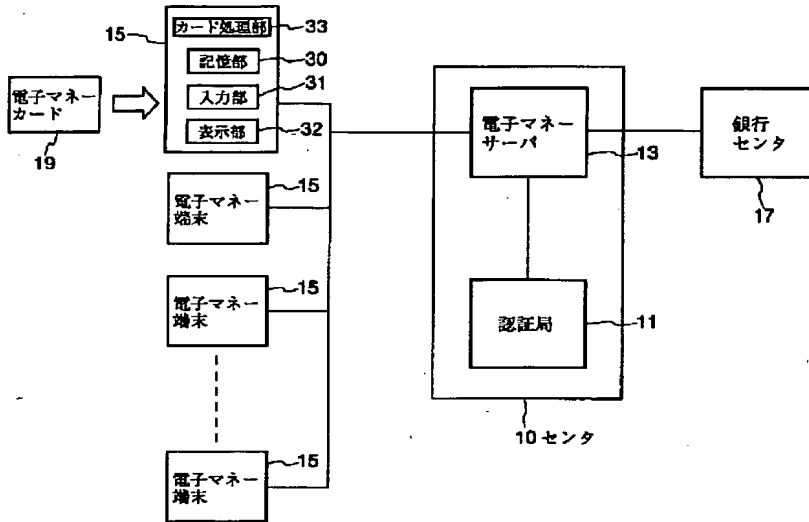 15
カード処理部
33
記憶部
30
入力部
31
表示部
32
電子マネー
カード
19
電子マネー
端末
15
電子マネー
端末
15
電子マネー
端末
15
電子マネー
サーバ
13
認証局
11
10 センタ
銀行
センタ
17